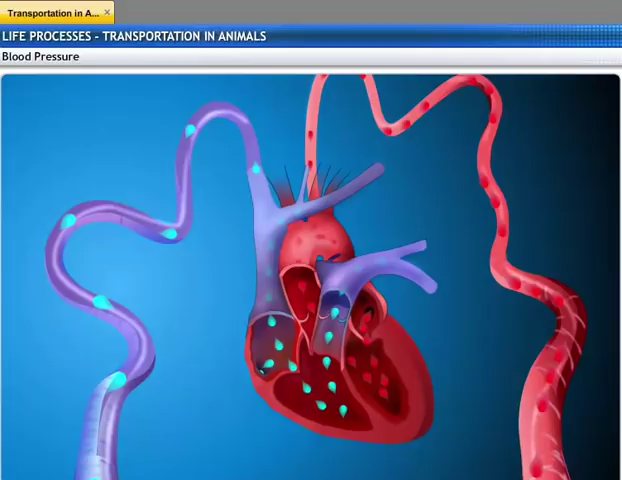 Transportation in A...
LIFE PROCESSES - TRANSPORTATION IN ANIMALS
Blood Pressure